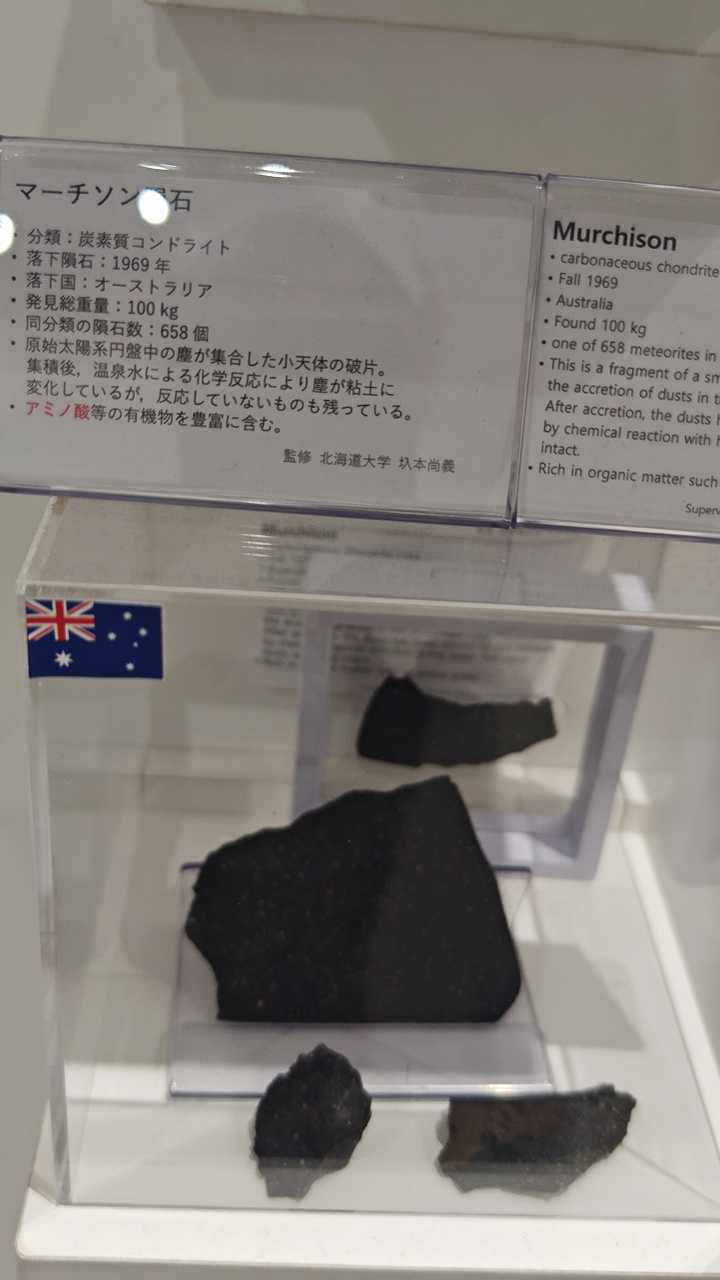 マーチソン隕石
・分類：炭素質コンドライト
・落下隕石：1969 年
・落下国：オーストラリア
・発見総重量：100 kg
・同分類の隕石数：658 個
・原始太陽系円盤中の塵が集合した小天体の破片。
集積後，温泉水による化学反応により塵が粘土に
変化しているが，反応していないものも残っている。
・アミノ酸等の有機物を豊富に含む。
監修 北海道大学 圦本尚義
Murchison
• carbonaceous chondrite
• Fall 1969
• Australia
• Found 100 kg
• one of 658 meteorites in
• This is a fragment of a
the accretion of dusts in
After accretion, the dusts
by chemical reaction with
intact.
• Rich in organic matter such